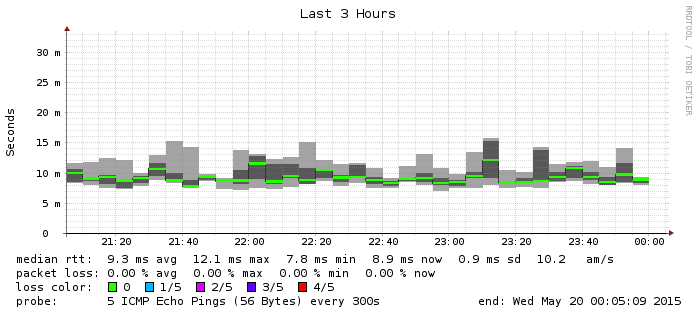 Last 3 Hours
RRDTOOL / TOBI OETIKER
Seconds
30 m
25 m
20 m
15 m
10 m
5 m
0
21:20 21:40 22:00 22:20 22:40 23:00 23:20 23:40 00:00
median rtt: 9.3 ms avg 12.1 ms max 7.8 ms min 8.9 ms now 0.9 ms sd 10.2 am/s
packet loss: 0.00 % avg 0.00 % max 0.00 % min 0.00 % now
loss color: 0 1/5 2/5 3/5 4/5
probe: 5 ICMP Echo Pings (56 Bytes) every 300s end: Wed May 20 00:05:09 2015